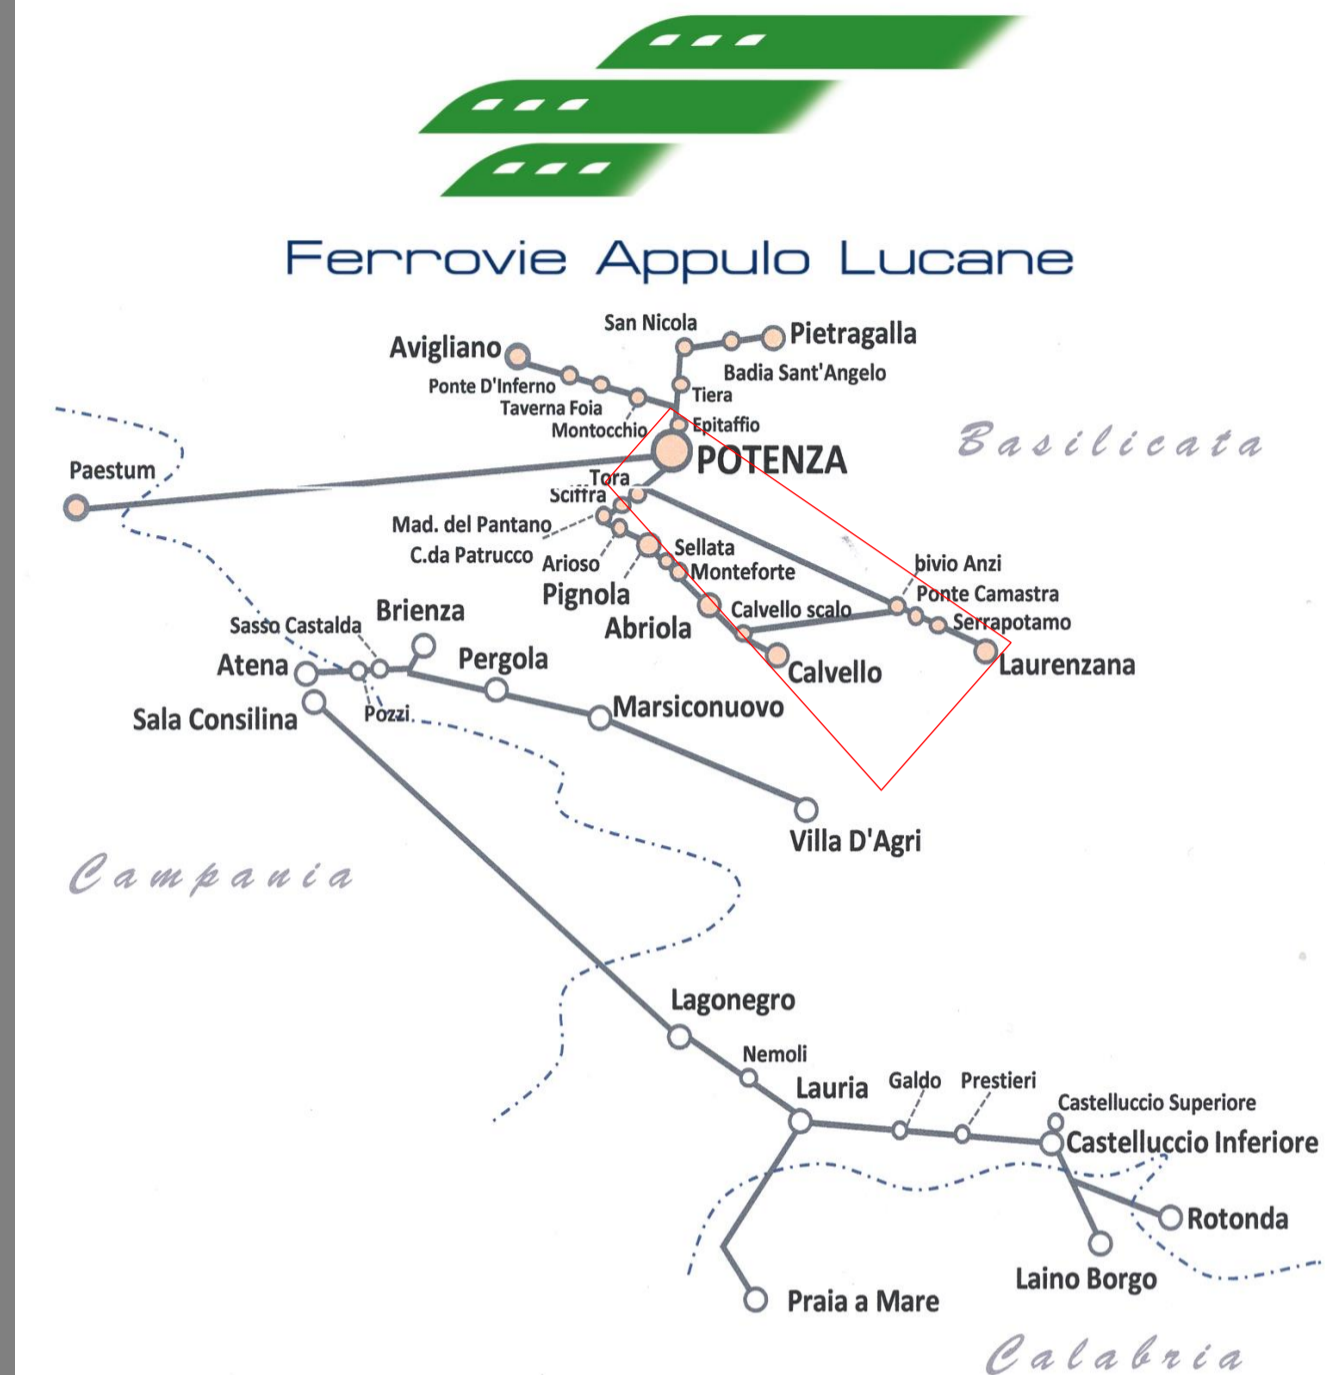 Ferrovie Appulo Lucane
San Nicola
Pietragalla
Avigliano
Badia Sant'Angelo
Ponte D'Inferno
Tiera
Taverna Foia
Epitaffio
Montocchio
Basilicata
POTENZA
Paestum
Tora
Sciffra
Mad. del Pantano
Sellata
C.da Patrucco
Arioso
bivio Anzi
Monteforte
Pignola
Ponte Camastra
Brienza
Calvello scalo
Sasso Castalda
Abriola
Serrapotamo
Atena
Pergola
Laurenzana
Calvello
Pozzi
Marsiconuovo
Sala Consilina
Villa D'Agri
Campania
Lagonegro
Nemoli
Lauria
Galdo
Prestieri
Castelluccio Superiore
Castelluccio Inferiore
Rotonda
Laino Borgo
Praia a Mare
Calabria